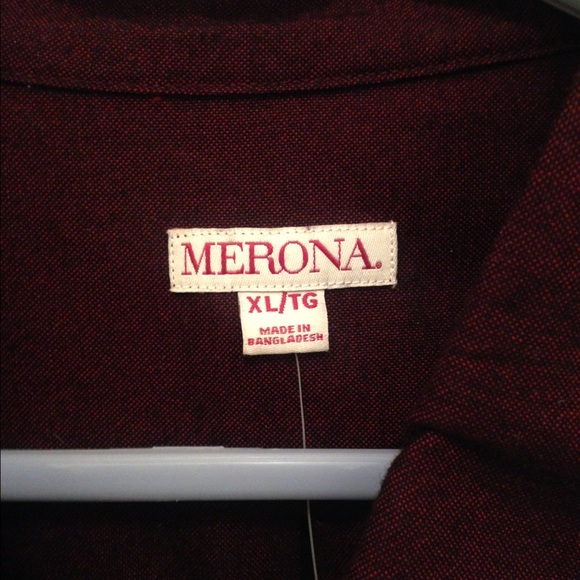 MERONA.
XL/TG
MADE IN
BANGLADESH